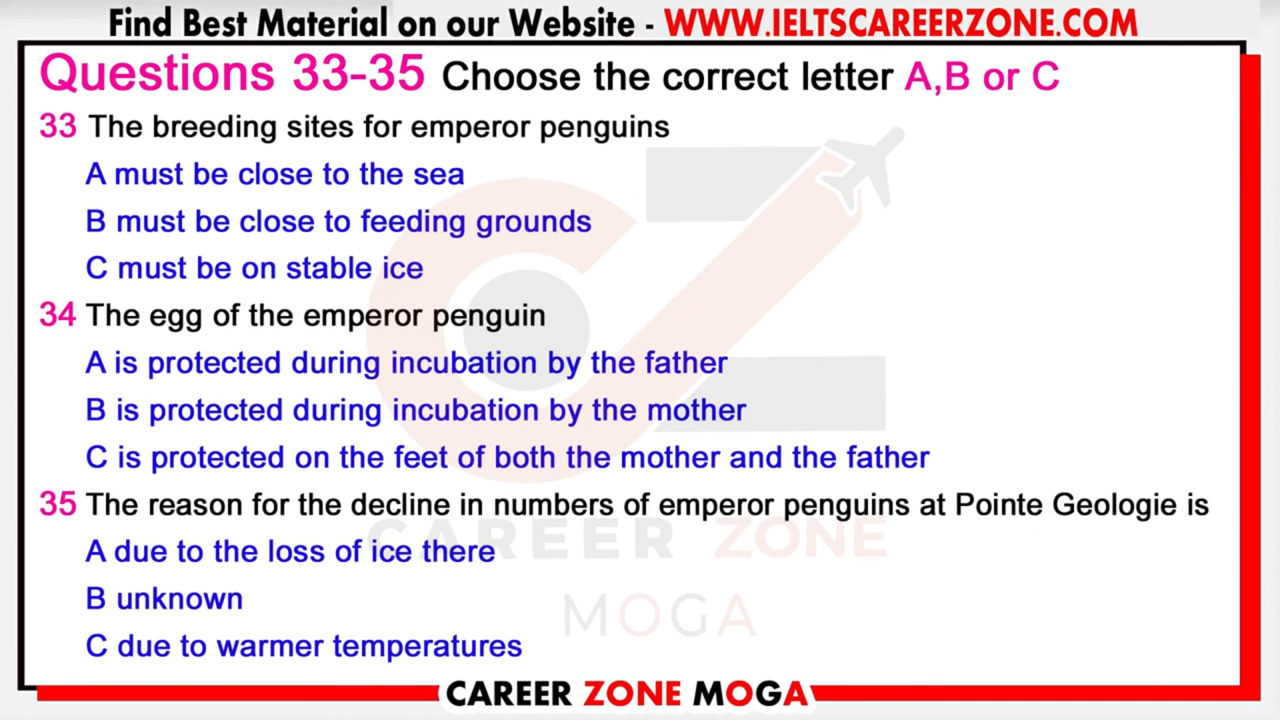 Find Best Material on our Website - WWW.IELTSCAREERZONE.COM
Questions 33-35 Choose the correct letter A,B or C
33 The breeding sites for emperor penguins
A must be close to the sea
B must be close to feeding grounds
C must be on stable ice
34 The egg of the emperor penguin
A is protected during incubation by the father
B is protected during incubation by the mother
C is protected on the feet of both the mother and the father
35 The reason for the decline in numbers of emperor penguins at Pointe Geologie is
CAREER ZONE
A due to the loss of ice there
B unknown
MOGA
C due to warmer temperatures
CAREER ZONE MOGA